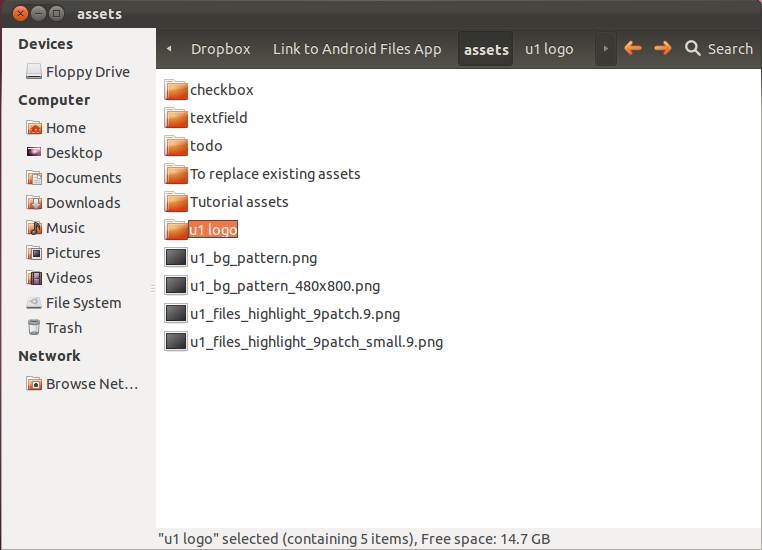 assets
Devices
Floppy Drive
Computer
Home
Desktop
Documents
Downloads
Music
Pictures
Videos
File System
Trash
Network
Browse Net...
Dropbox Link to Android Files App assets u1 logo Search
checkbox
textfield
todo
To replace existing assets
Tutorial assets
u1 logo
u1_bg_pattern.png
u1_bg_pattern_480x800.png
u1_files_highlight_9patch.9.png
u1_files_highlight_9patch_small.9.png
"u1 logo" selected (containing 5 items), Free space: 14.7 GB